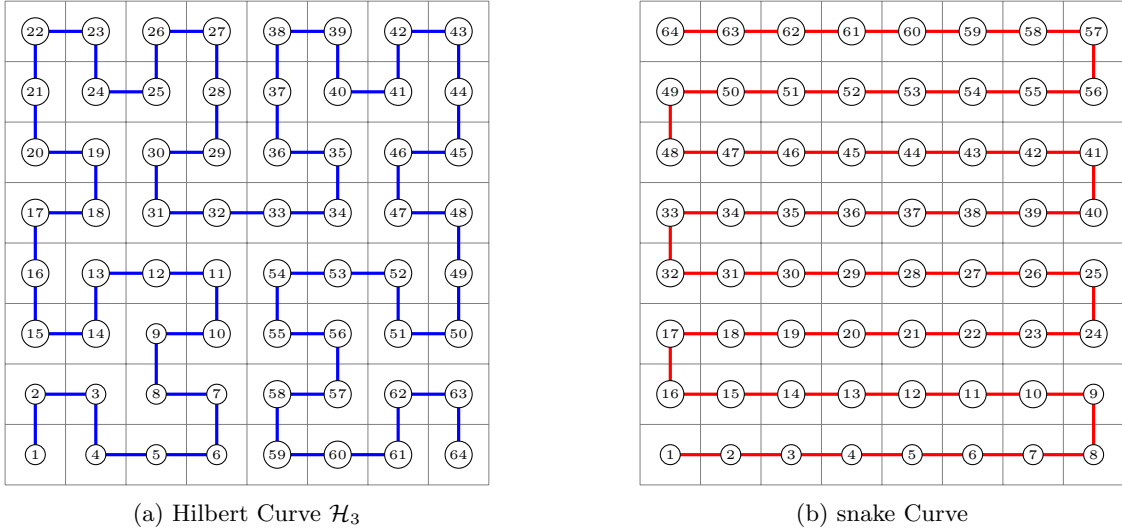 22 23 26 27 38 39 42 43 64 63 62 61 60 59 58 57
21 24 25 28 37 40 41 44 49 50 51 52 53 54 55 56
20 19 30 29 36 35 46 45 48 47 46 45 44 43 42 41
17 18 31 32 33 34 47 48 33 34 35 36 37 38 39 40
16 13 12 11 54 53 52 49 32 31 30 29 28 27 26 25
15 14 9 10 55 56 51 50 17 18 19 20 21 22 23 24
2 3 8 7 58 57 62 63 16 15 14 13 12 11 10 9
1 4 5 6 59 60 61 64 1 2 3 4 5 6 7 8
(a) Hilbert Curve ℋ₃ (b) snake Curve